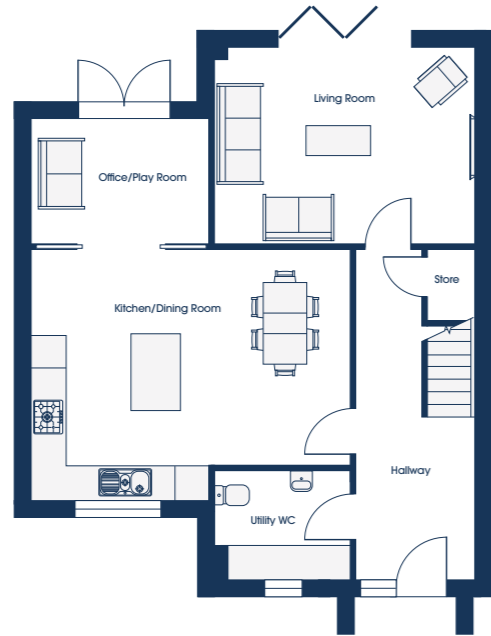 Living Room
Office/Play Room
Store
Kitchen/Dining Room
Hallway
Utility WC